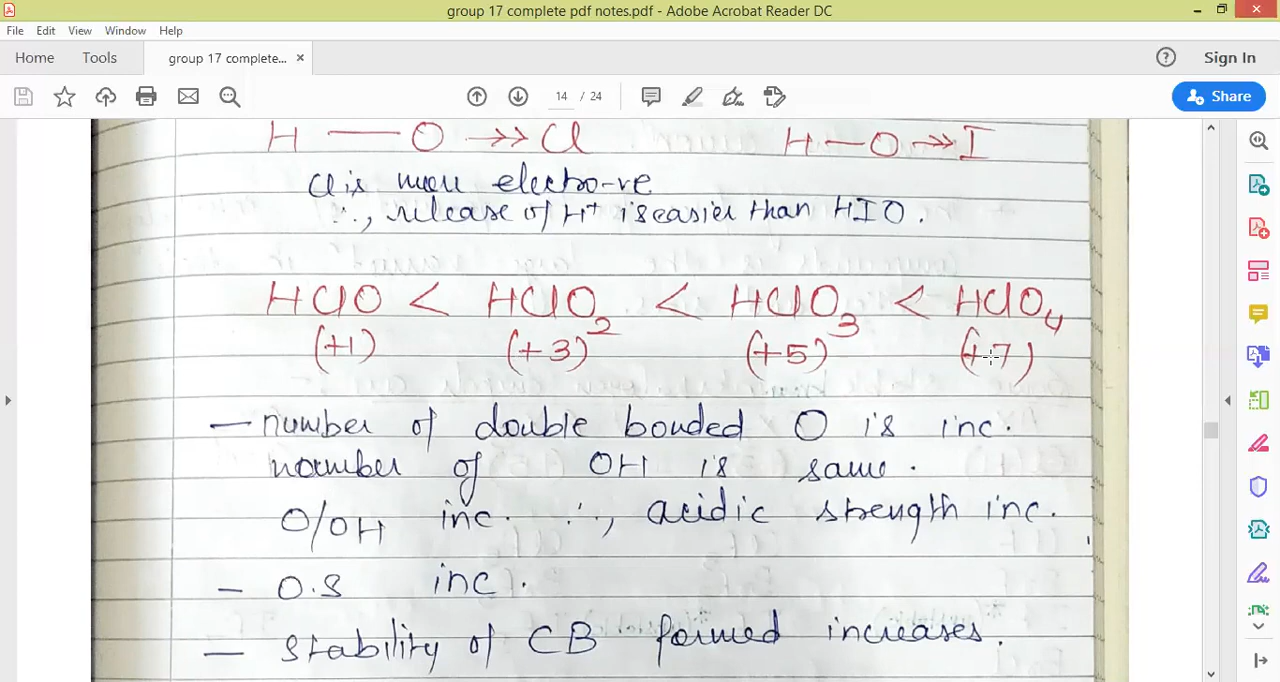 group 17 complete pdf notes.pdf - Adobe Acrobat Reader DC
File Edit View Window Help
Home Tools group 17 complete... × Sign In
14 / 24 Share
H — O →> Cl H — O →> I
Cl is more electro-ve
∴, release of H+ is easier than HIO.
HClO < HClO2 < HClO3 < HClO4
(+1) (+3) (+5) (+7)
— number of double bonded O is inc.
number of OH is same.
O/OH inc. ∴, acidic strength inc.
— O.S inc.
— Stability of CB formed increases.